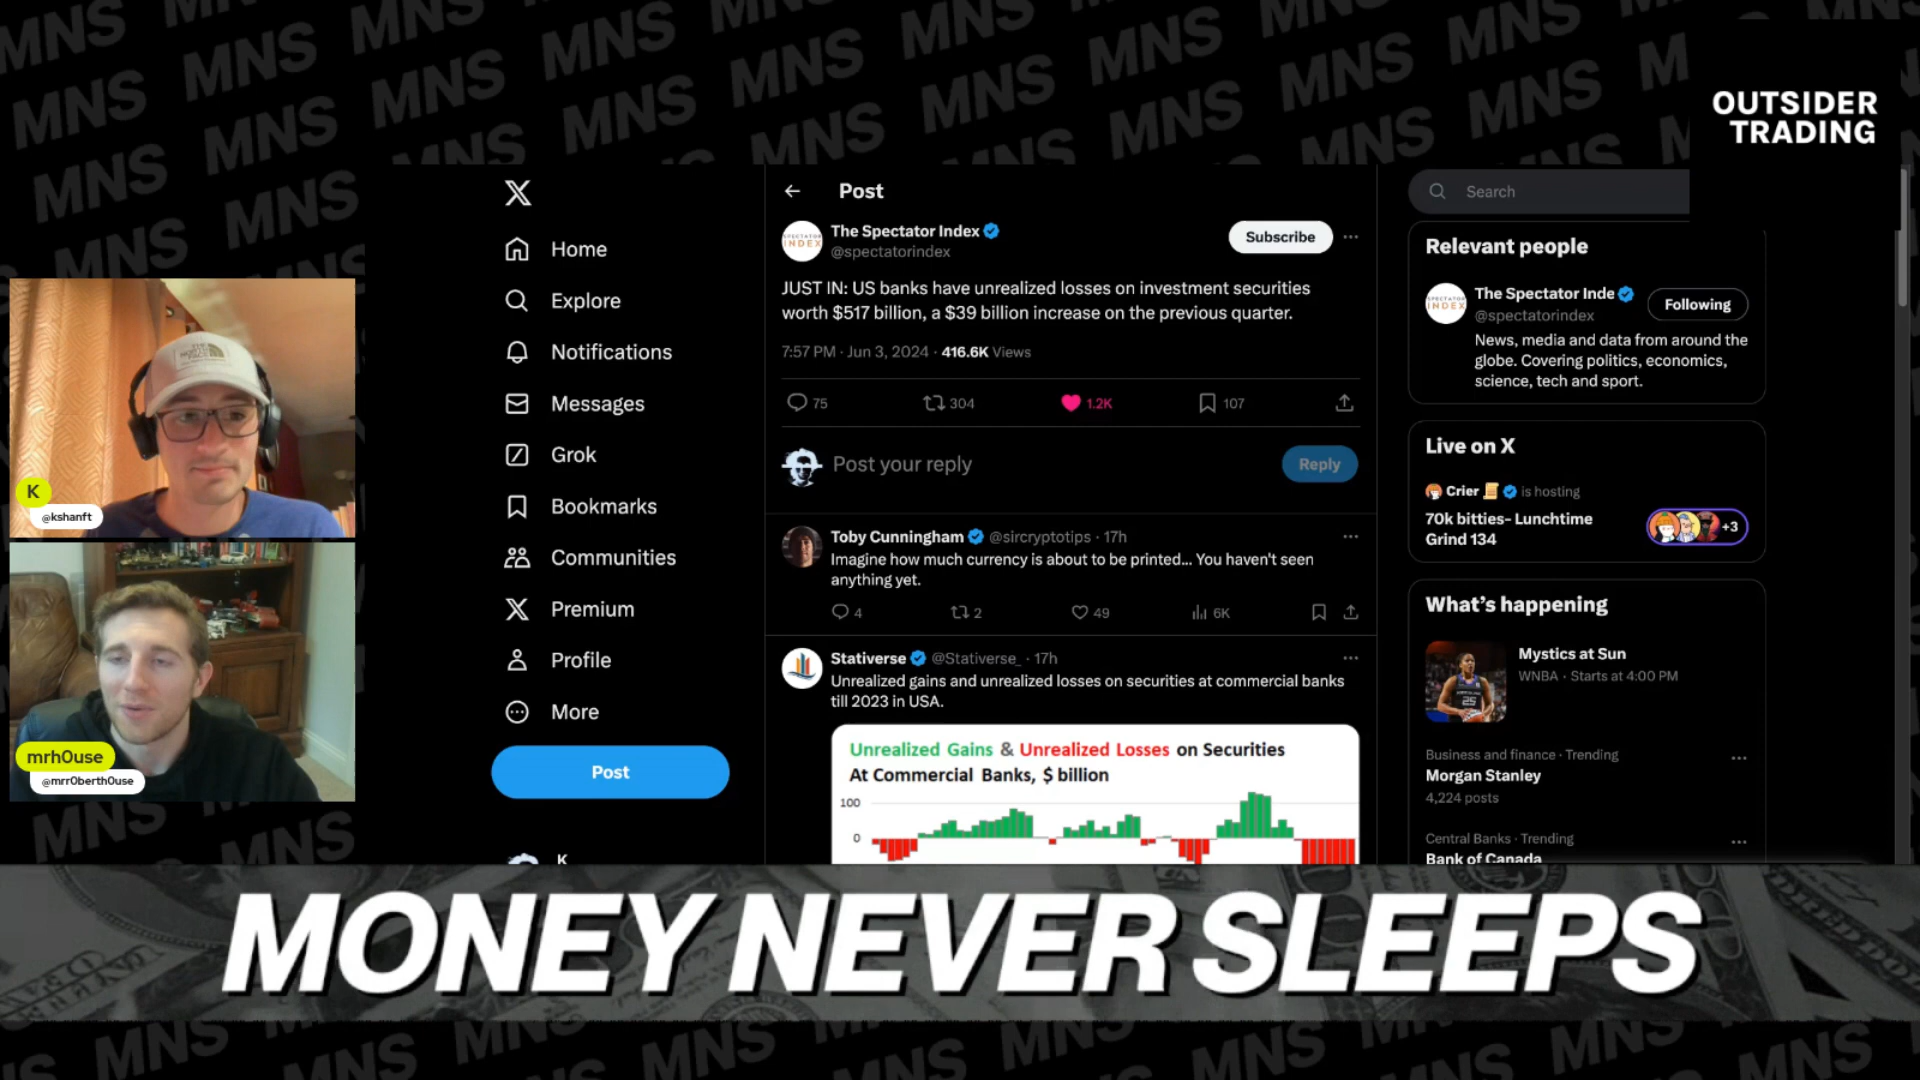 OUTSIDER
TRADING
MNS
X
Home
Explore
Notifications
Messages
Grok
Bookmarks
Communities
Premium
Profile
More
Post
K
Post
The Spectator Index
@spectatorindex
Subscribe
JUST IN: US banks have unrealized losses on investment securities
worth $517 billion, a $39 billion increase on the previous quarter.
7:57 PM · Jun 3, 2024 · 416.6K Views
75 304 1.2K 107
Post your reply
Reply
Toby Cunningham @sircryptotips · 17h
Imagine how much currency is about to be printed... You haven't seen
anything yet.
4 2 49 6K
Stativerse @Stativerse_ · 17h
Unrealized gains and unrealized losses on securities at commercial banks
till 2023 in USA.
Unrealized Gains & Unrealized Losses on Securities
At Commercial Banks, $ billion
100
0
Search
Relevant people
The Spectator Inde
@spectatorindex
Following
News, media and data from around the
globe. Covering politics, economics,
science, tech and sport.
Live on X
Crier is hosting
70k bitties- Lunchtime
Grind 134
+3
What's happening
Mystics at Sun
WNBA · Starts at 4:00 PM
Business and finance · Trending
Morgan Stanley
4,224 posts
Central Banks · Trending
Bank of Canada
THE
NORTH
FACE
K
@kshanft
mrh0use
@mrr0berth0use
MONEY NEVER SLEEPS